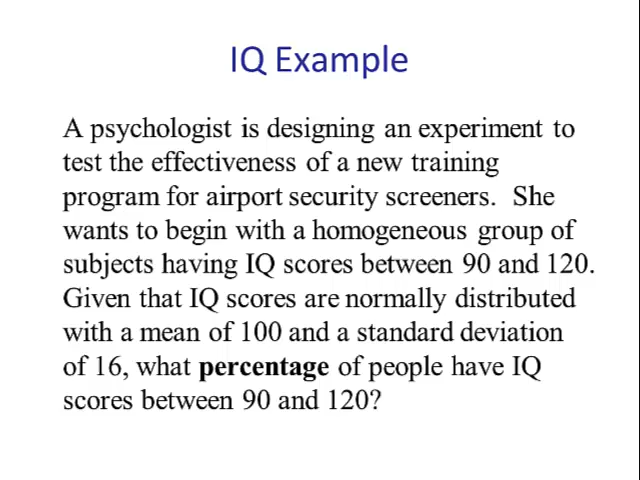 IQ Example
A psychologist is designing an experiment to
test the effectiveness of a new training
program for airport security screeners.  She
wants to begin with a homogeneous group of
subjects having IQ scores between 90 and 120.
Given that IQ scores are normally distributed
with a mean of 100 and a standard deviation
of 16, what percentage of people have IQ
scores between 90 and 120?